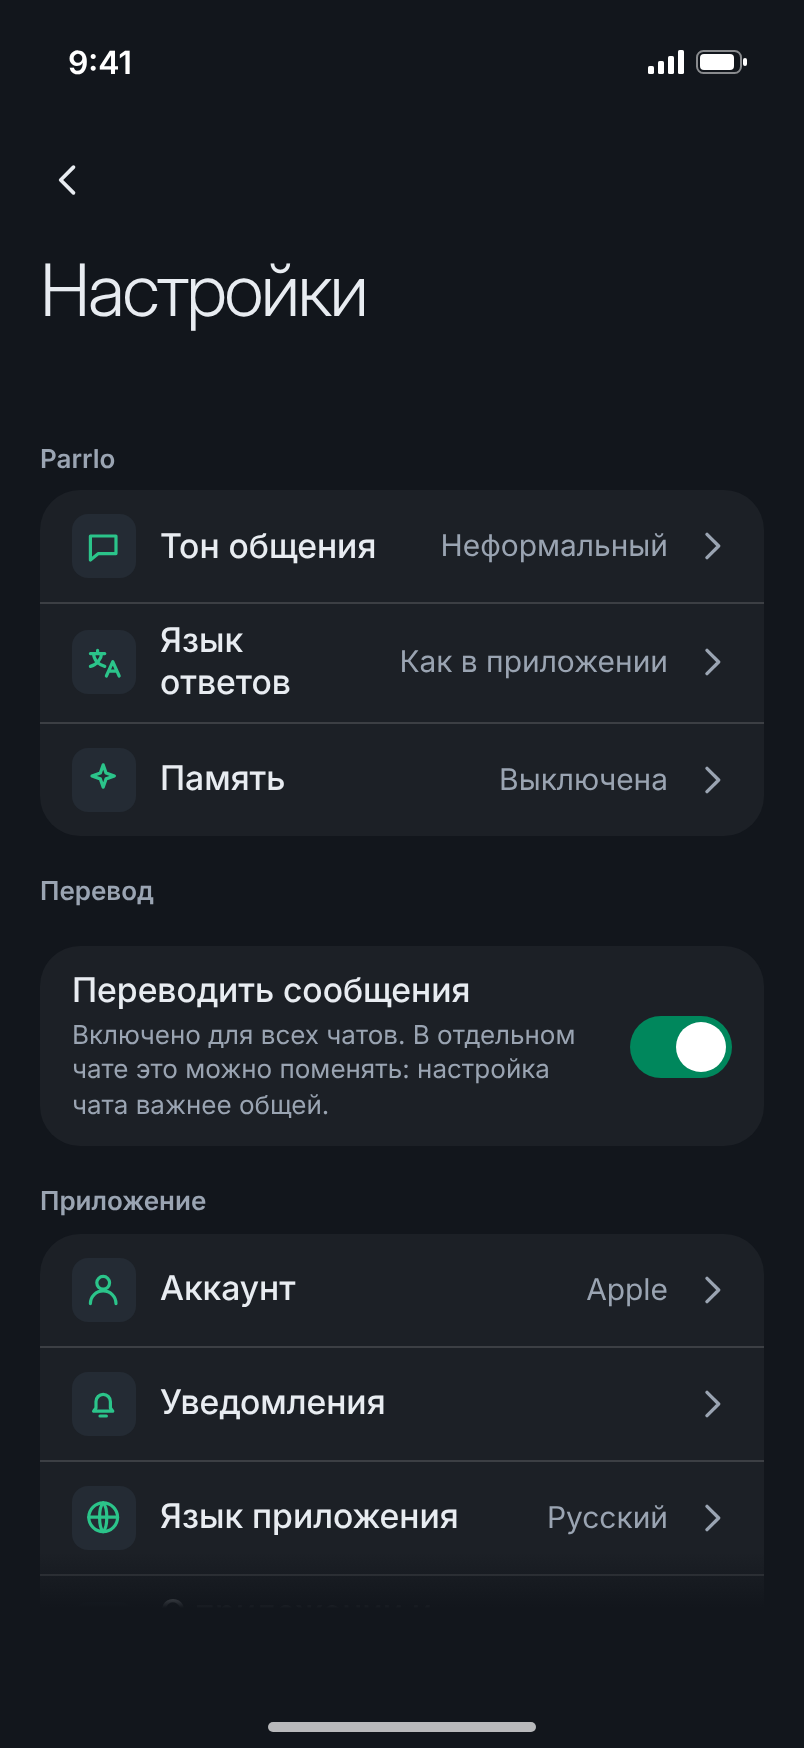 9:41
Настройки
Parrlo
Тон общения
Неформальный
Язык
ответов
Как в приложении
Память
Выключена
Перевод
Переводить сообщения
Включено для всех чатов. В отдельном
чате это можно поменять: настройка
чата важнее общей.
Приложение
Аккаунт
Apple
Уведомления
Язык приложения
Русский